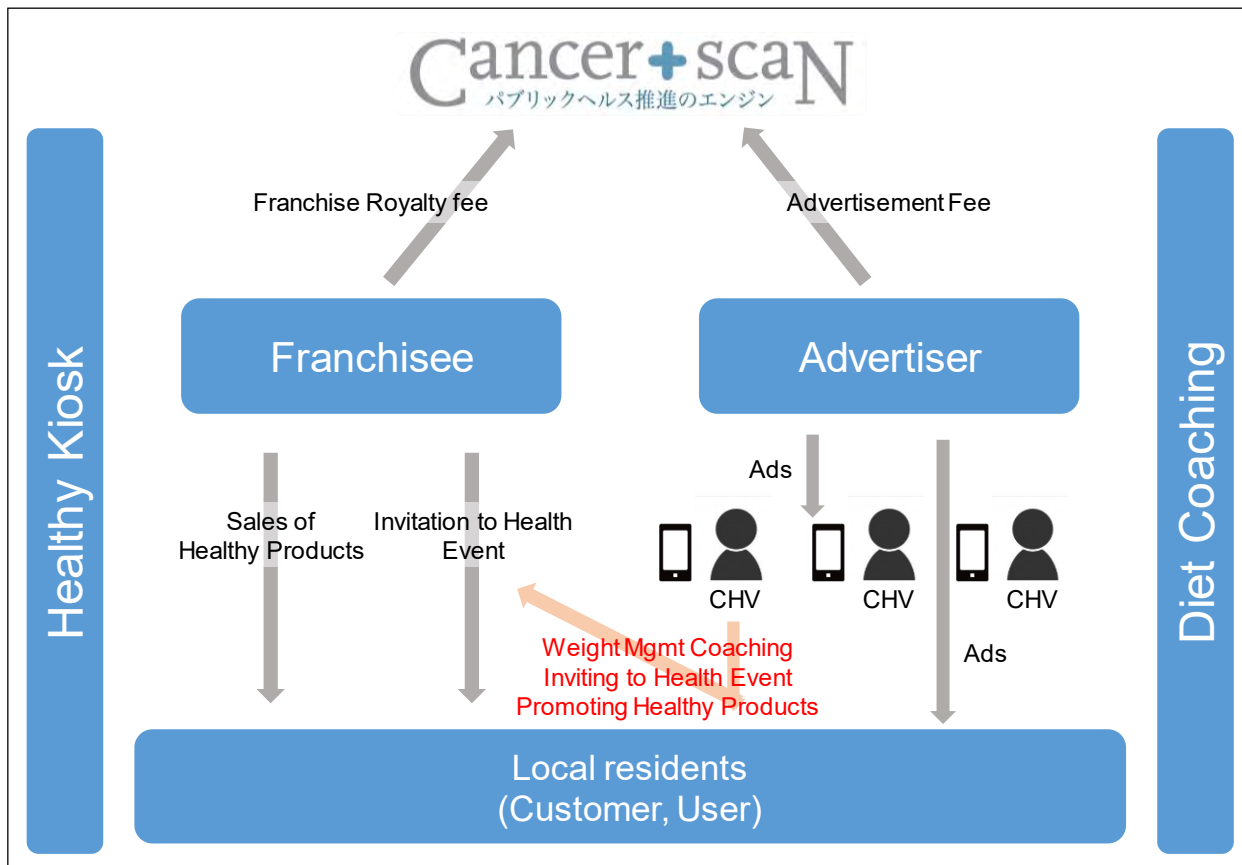 Cancer+scaN
パブリックヘルス推進のエンジン
Franchise Royalty fee
Advertisement Fee
Healthy Kiosk
Franchisee
Advertiser
Diet Coaching
Sales of
Healthy Products
Invitation to Health
Event
Ads
CHV
CHV
CHV
Weight Mgmt Coaching
Inviting to Health Event
Promoting Healthy Products
Ads
Local residents
(Customer, User)